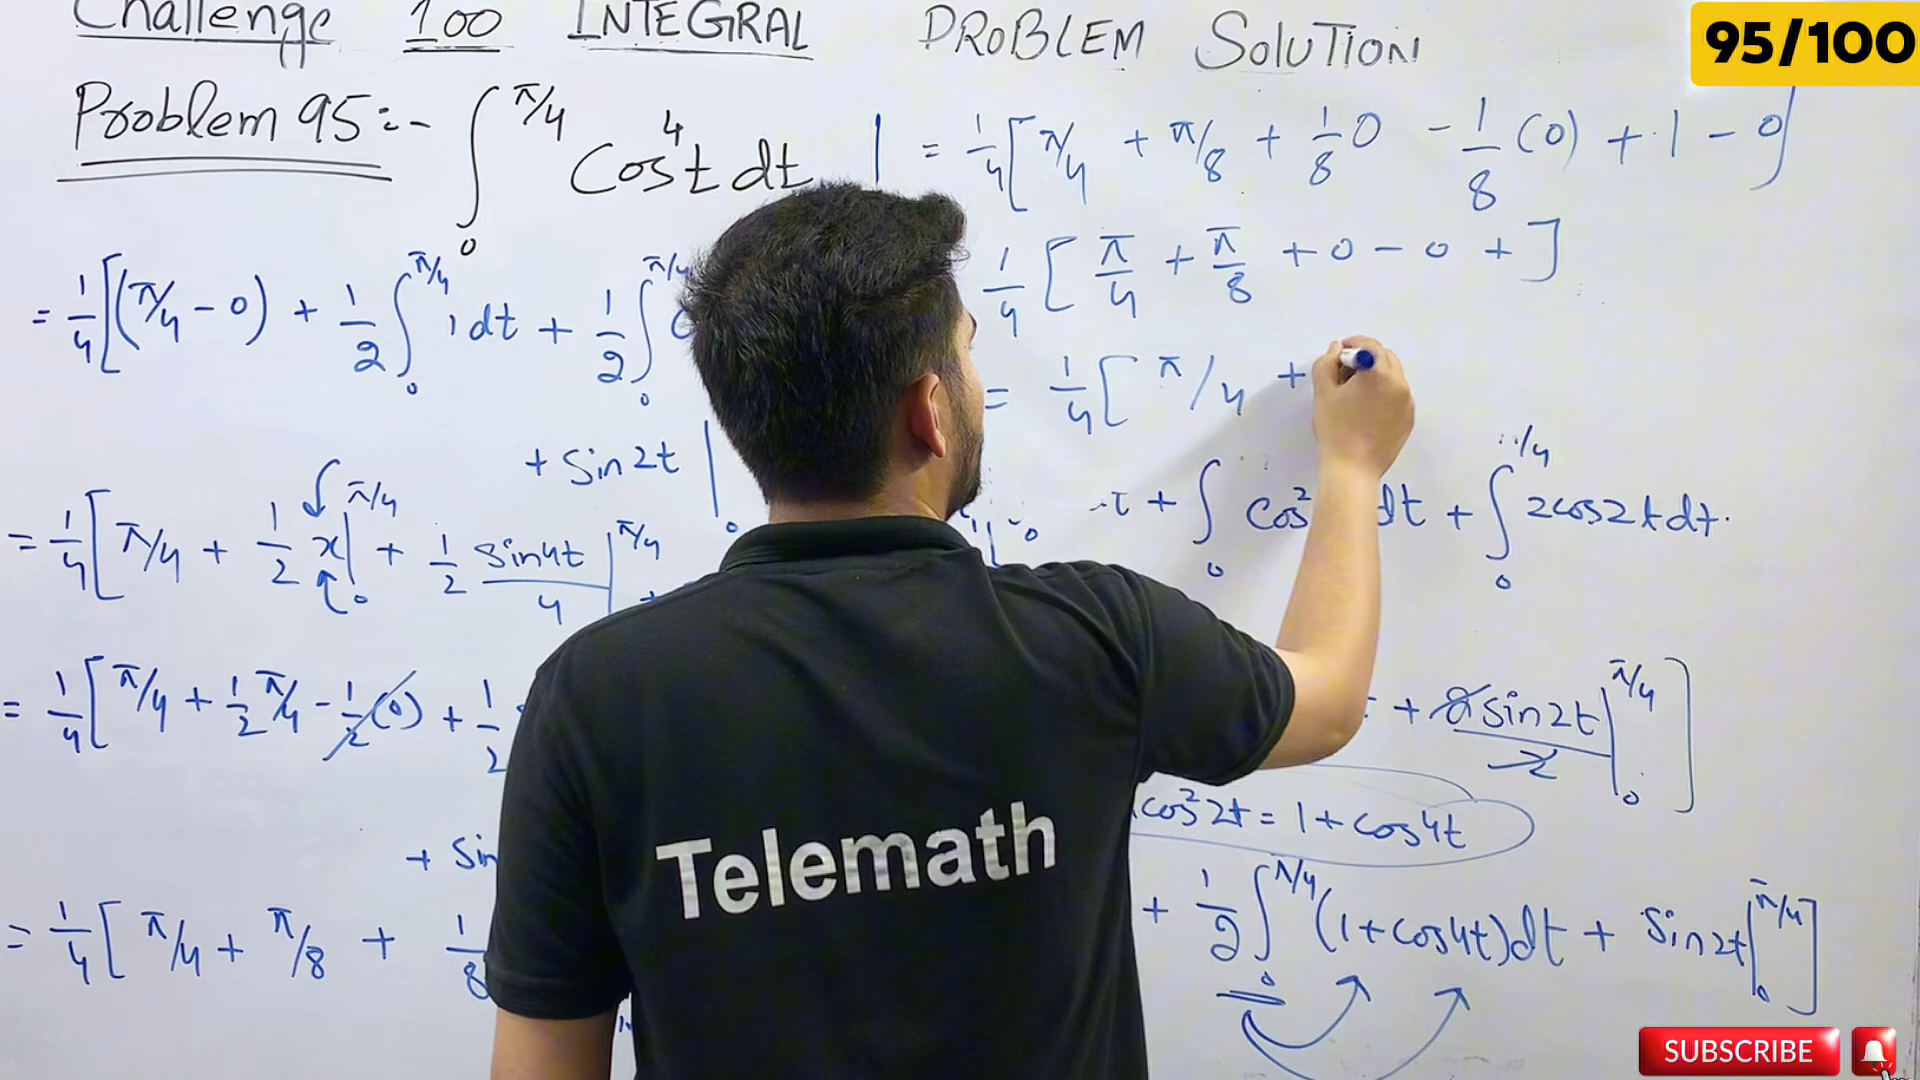 Challenge 100 INTEGRAL PROBLEM SOLUTION
95/100
Problem 95:- ∫₀^{π/4} Cos⁴t dt
= 1/4[(π/4 - 0) + 1/2 ∫₀^{π/4} 1 dt + 1/2 ∫₀^{π/4}
+ Sin2t |₀
= 1/4[π/4 + 1/2 x|₀^{π/4} + 1/2 sin4t/4 |^{π/4}
= 1/4[π/4 + 1/2 π/4 - 1/2(0) + 1/2
+ Sin
= 1/4[π/4 + π/8 + 1/8
= 1/4[π/4 + π/8 + 1/8 0 - 1/8 (0) + 1 - 0]
1/4[π/4 + π/8 + 0 - 0 + ]
= 1/4[π/4 +
+ ∫₀ cos² dt + ∫₀^{π/4} 2cos2t dt.
+ 2sin2t/2 |₀^{π/4}]
cos²2t = 1 + cos4t
+ 1/2 ∫₀^{π/4} (1+cos4t)dt + Sin2t|₀^{π/4}]
Telemath
SUBSCRIBE